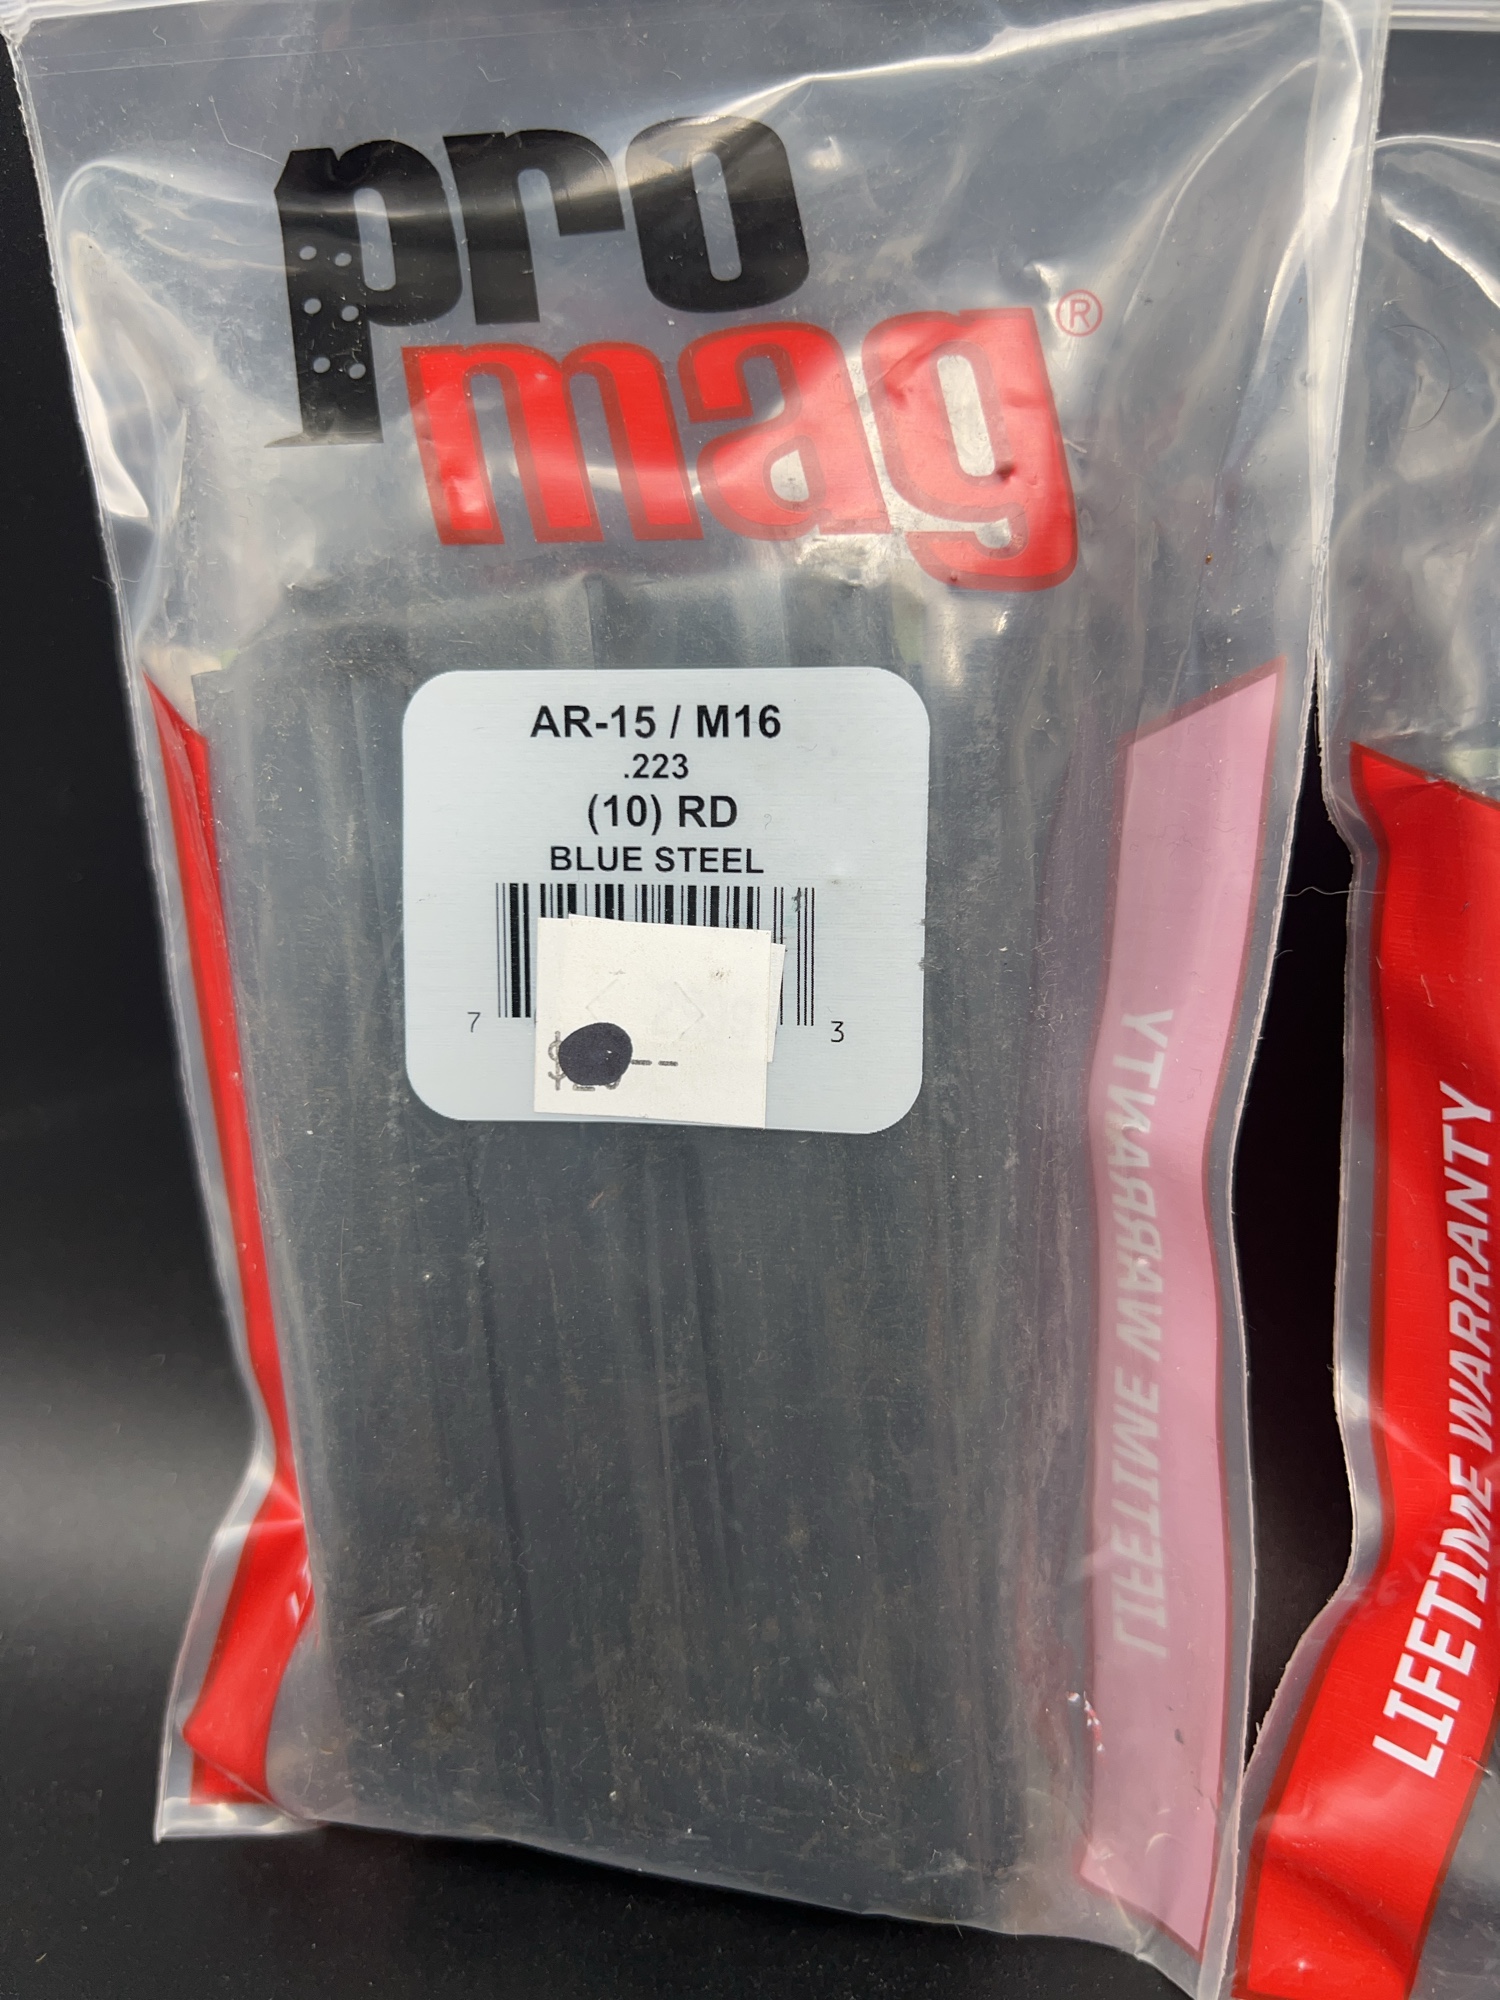 pro
mag®
AR-15 / M16
.223
(10) RD
BLUE STEEL
7 3
LIFETIME WARRANTY
LIFETIME WARRANTY